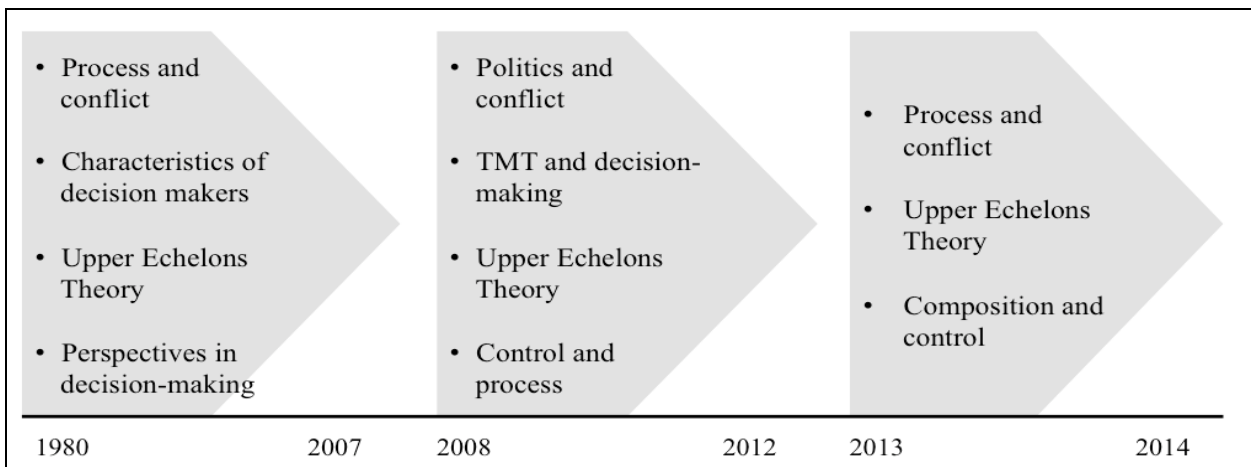 • Process and
conflict
• Characteristics of
decision makers
• Upper Echelons
Theory
• Perspectives in
decision-making
• Politics and
conflict
• TMT and decision-
making
• Upper Echelons
Theory
• Control and
process
• Process and
conflict
• Upper Echelons
Theory
• Composition and
control
1980 2007 2008 2012 2013 2014